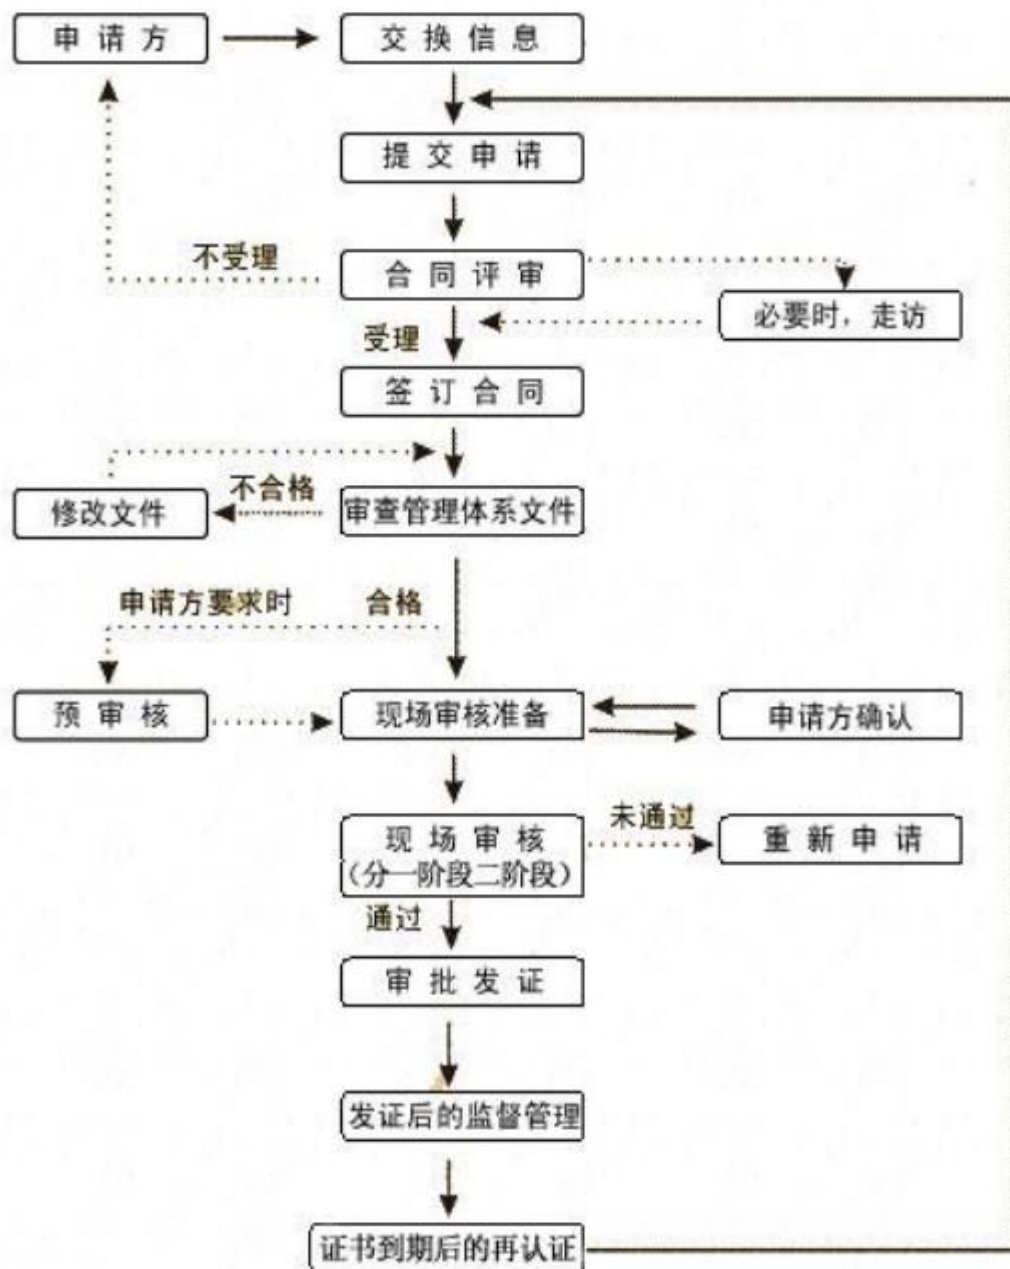 申请方
交换信息
提交申请
不受理
合同评审
必要时，走访
受理
签订合同
不合格
修改文件
审查管理体系文件
申请方要求时
合格
预审核
现场审核准备
申请方确认
现场审核
（分一阶段二阶段）
未通过
重新申请
通过
审批发证
发证后的监督管理
证书到期后的再认证